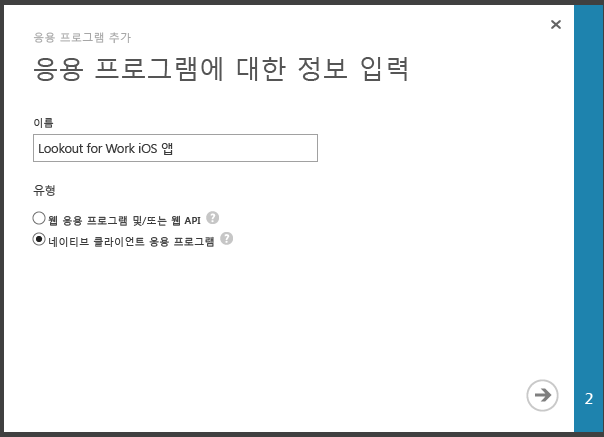 응용 프로그램 추가
응용 프로그램에 대한 정보 입력
이름
Lookout for Work iOS 앱
유형
웹 응용 프로그램 및/또는 웹 API ?
네이티브 클라이언트 응용 프로그램 ?
2